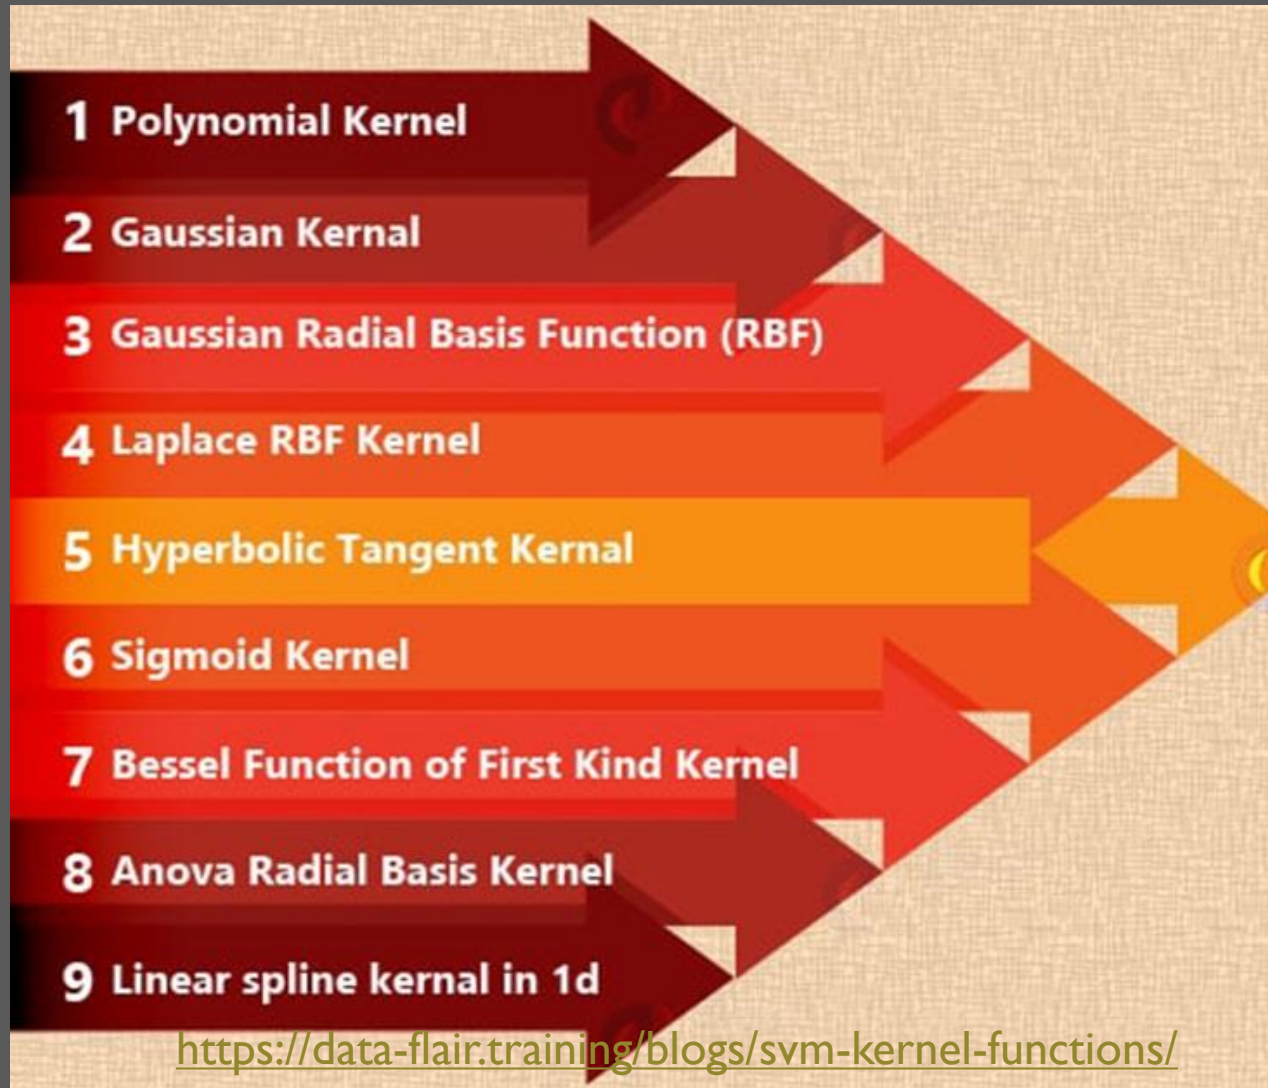 1 Polynomial Kernel
2 Gaussian Kernal
3 Gaussian Radial Basis Function (RBF)
4 Laplace RBF Kernel
5 Hyperbolic Tangent Kernal
6 Sigmoid Kernel
7 Bessel Function of First Kind Kernel
8 Anova Radial Basis Kernel
9 Linear spline kernal in 1d
https://data-flair.training/blogs/svm-kernel-functions/